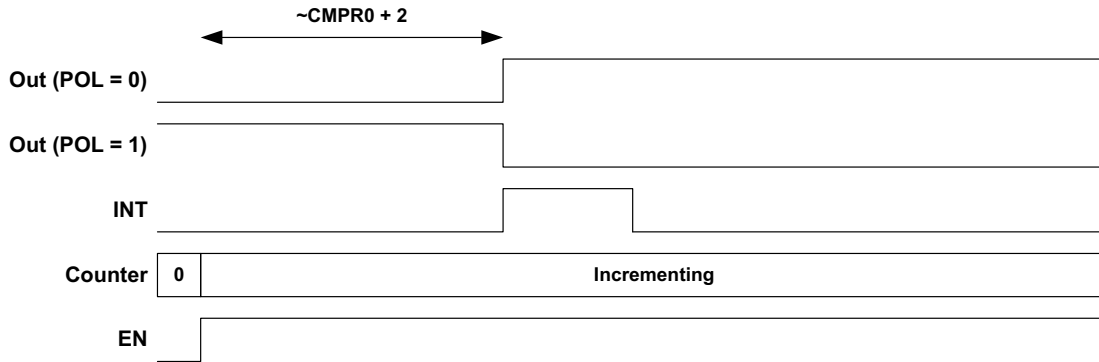 ~CMPR0 + 2
Out (POL = 0)
Out (POL = 1)
INT
Counter 0 Incrementing
EN